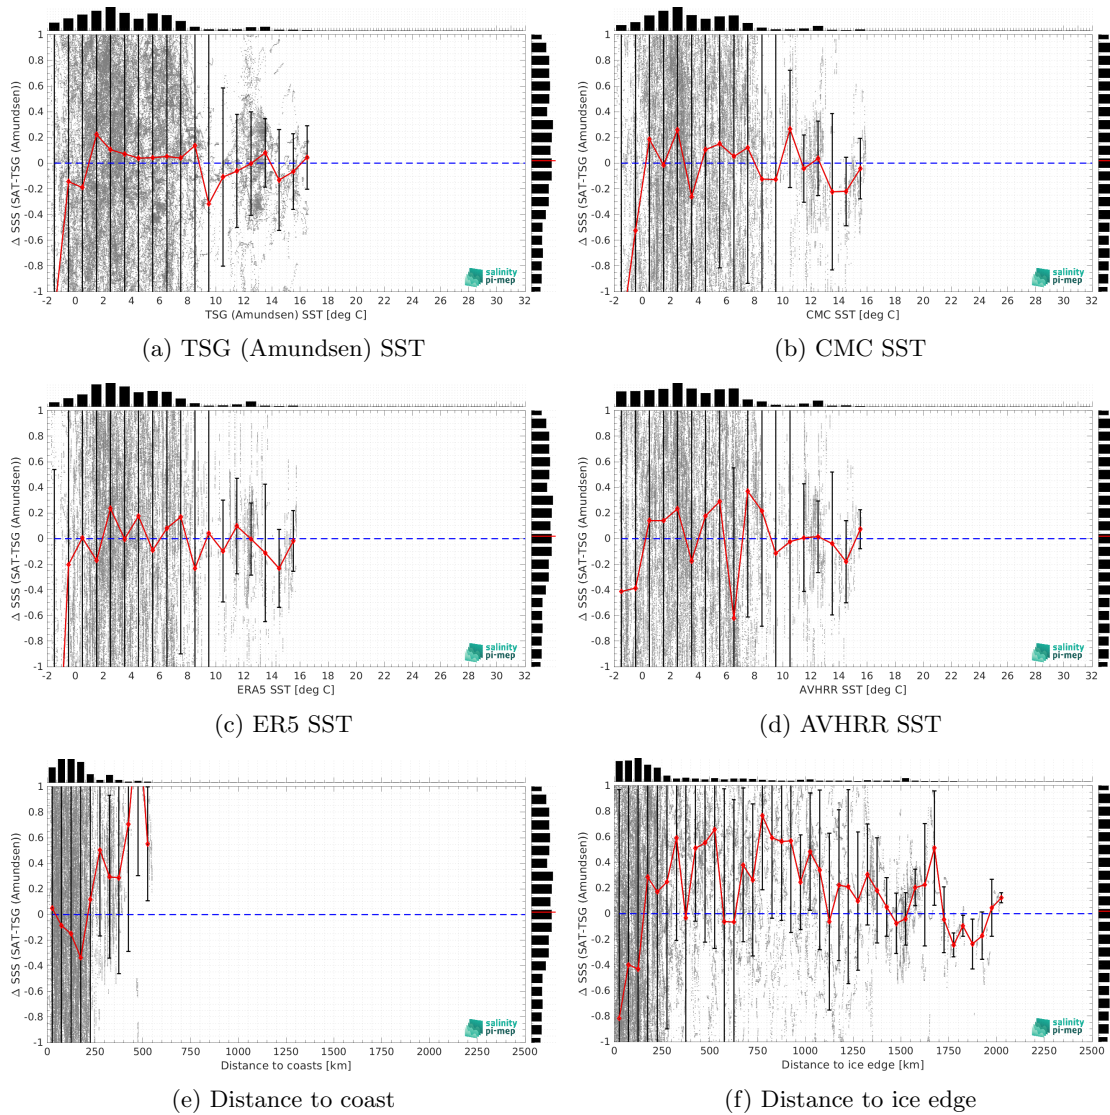 1
0.8
0.6
0.4
0.2
0
-0.2
-0.4
-0.6
-0.8
-1
Δ SSS (SAT-TSG (Amundsen))
salinity
pi-mep
-2 0 2 4 6 8 10 12 14 16 18 20 22 24 26 28 30 32
TSG (Amundsen) SST [deg C]
(a) TSG (Amundsen) SST
1
0.8
0.6
0.4
0.2
0
-0.2
-0.4
-0.6
-0.8
-1
Δ SSS (SAT-TSG (Amundsen))
salinity
pi-mep
-2 0 2 4 6 8 10 12 14 16 18 20 22 24 26 28 30 32
CMC SST [deg C]
(b) CMC SST
1
0.8
0.6
0.4
0.2
0
-0.2
-0.4
-0.6
-0.8
-1
Δ SSS (SAT-TSG (Amundsen))
salinity
pi-mep
-2 0 2 4 6 8 10 12 14 16 18 20 22 24 26 28 30 32
ERA5 SST [deg C]
(c) ER5 SST
1
0.8
0.6
0.4
0.2
0
-0.2
-0.4
-0.6
-0.8
-1
Δ SSS (SAT-TSG (Amundsen))
salinity
pi-mep
-2 0 2 4 6 8 10 12 14 16 18 20 22 24 26 28 30 32
AVHRR SST [deg C]
(d) AVHRR SST
1
0.8
0.6
0.4
0.2
0
-0.2
-0.4
-0.6
-0.8
-1
Δ SSS (SAT-TSG (Amundsen))
salinity
pi-mep
0 250 500 750 1000 1250 1500 1750 2000 2250 2500
Distance to coasts [km]
(e) Distance to coast
1
0.8
0.6
0.4
0.2
0
-0.2
-0.4
-0.6
-0.8
-1
Δ SSS (SAT-TSG (Amundsen))
salinity
pi-mep
0 250 500 750 1000 1250 1500 1750 2000 2250 2500
Distance to ice edge [km]
(f) Distance to ice edge